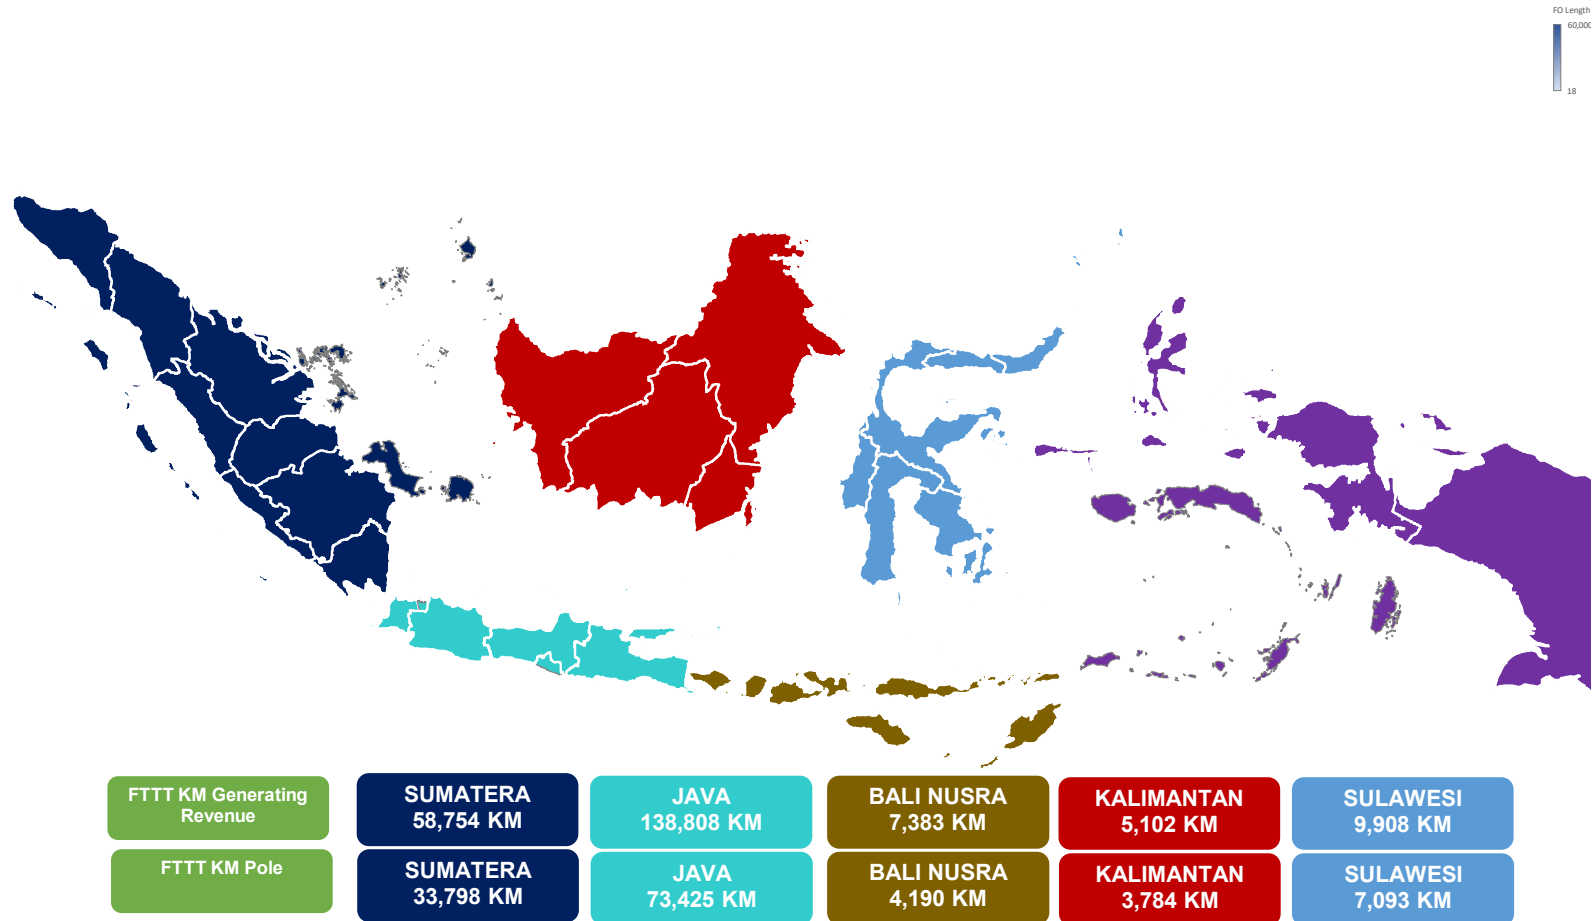 FO Length
60,000
18
FTTT KM Generating
Revenue
SUMATERA
58,754 KM
JAVA
138,808 KM
BALI NUSRA
7,383 KM
KALIMANTAN
5,102 KM
SULAWESI
9,908 KM
FTTT KM Pole
SUMATERA
33,798 KM
JAVA
73,425 KM
BALI NUSRA
4,190 KM
KALIMANTAN
3,784 KM
SULAWESI
7,093 KM